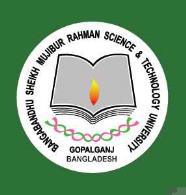 BANGABANDHU SHEIKH MUJIBUR RAHMAN SCIENCE & TECHNOLOGY UNIVERSITY
GOPALGANJ
BANGLADESH